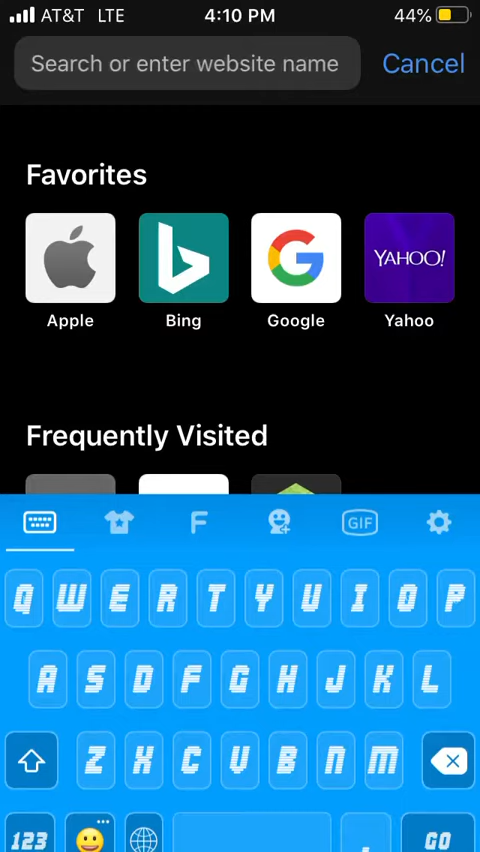 AT&T LTE 4:10 PM 44%
Search or enter website name Cancel
Favorites
YAHOO!
Apple Bing Google Yahoo
Frequently Visited
F GIF
Q W E R T Y U I O P
A S D F G H J K L
Z X C V B N M
123 , GO